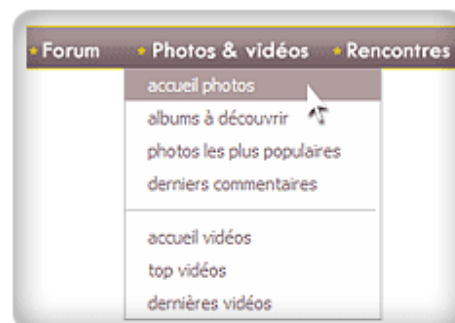 Forum Photos & vidéos Rencontres
accueil photos
albums à découvrir
photos les plus populaires
derniers commentaires
accueil vidéos
top vidéos
dernières vidéos